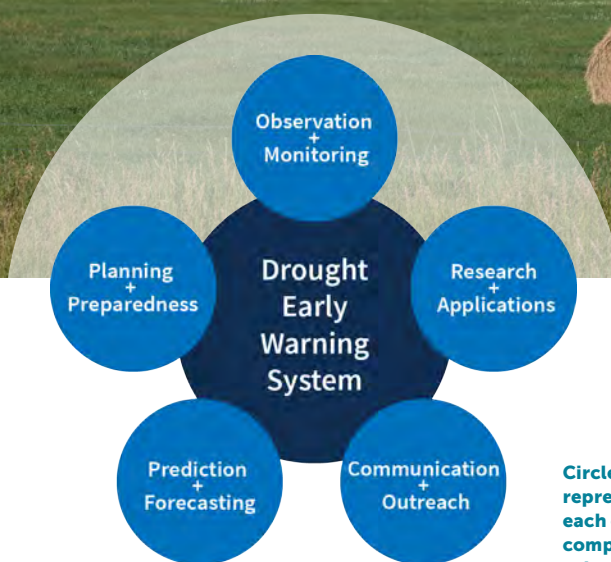 Observation
+
Monitoring
Planning
+
Preparedness
Drought
Early
Warning
System
Research
+
Applications
Prediction
+
Forecasting
Communication
+
Outreach
Circle
repre
each
comp